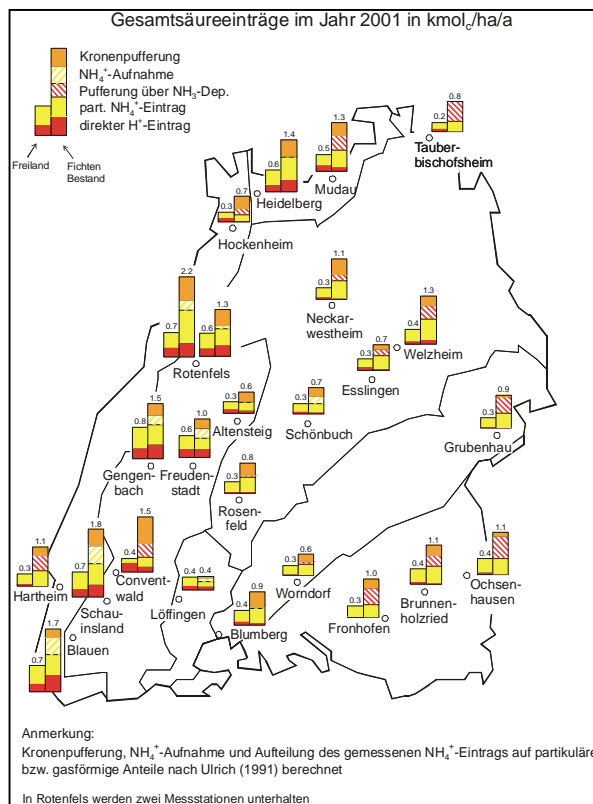 Gesamtsäureeinträge im Jahr 2001 in kmolc/ha/a
Kronenpufferung
NH4+-Aufnahme
Pufferung über NH3-Dep.
part. NH4+-Eintrag
direkter H+-Eintrag
Freiland
Fichten
Bestand
0.2 0.8
Tauber-
bischofsheim
0.5 1.3
Mudau
0.6 1.4
Heidelberg
0.3 0.7
Hockenheim
0.3 1.1
Neckar-
westheim
0.7 2.2
0.6 1.3
Rotenfels
0.4 1.3
Welzheim
0.3 0.7
Esslingen
0.3 0.6
Altensteig
0.3 0.7
Schönbuch
0.3 0.9
Grubenhau
0.8 1.5
Gengen-
bach
0.6 1.0
Freuden-
stadt
0.3 0.8
Rosen-
feld
0.3 1.1
Hartheim
0.7 1.8
Schau-
insland
0.4 1.5
Convent-
wald
0.4 0.4
Löffingen
0.3 0.6
Worndorf
0.4 0.9
Blumberg
0.3 1.0
Fronhofen
0.4 1.1
Brunnen-
holzried
0.4 1.1
Ochsen-
hausen
0.7 1.7
Blauen
Anmerkung:
Kronenpufferung, NH4+-Aufnahme und Aufteilung des gemessenen NH4+-Eintrags auf partikuläre
bzw. gasförmige Anteile nach Ulrich (1991) berechnet
In Rotenfels werden zwei Messstationen unterhalten